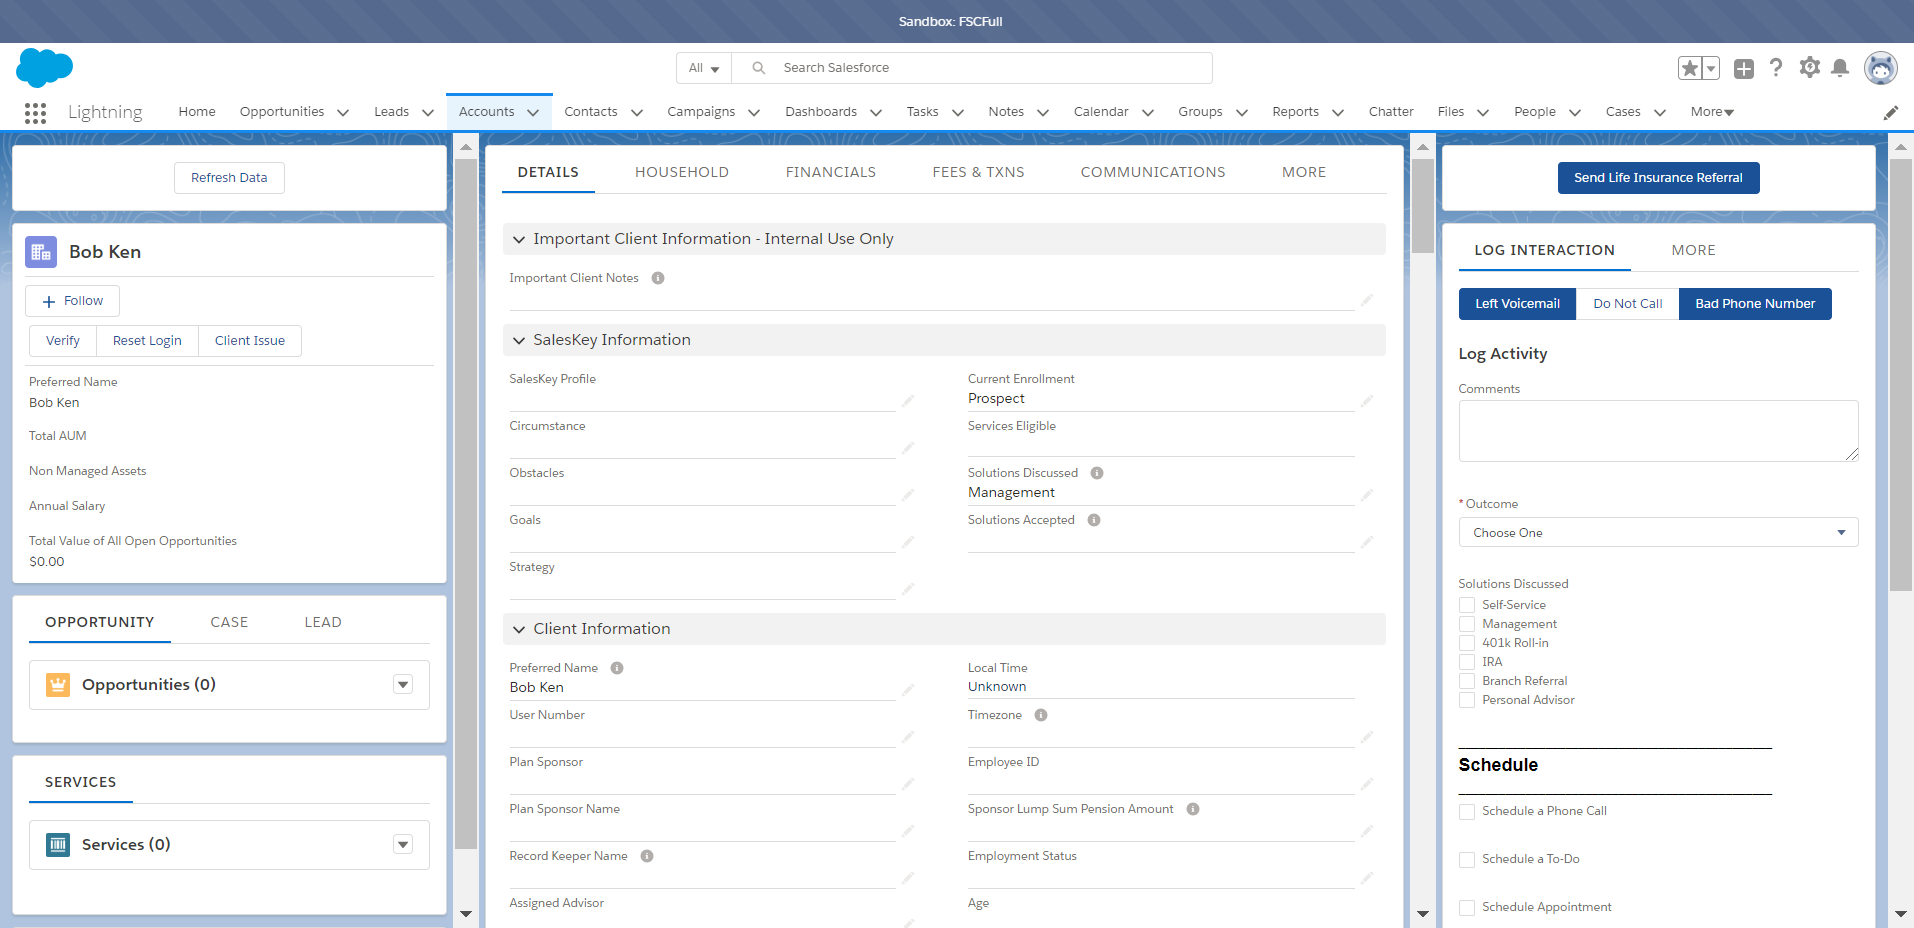 Sandbox: FSCFull
All
Search Salesforce
Lightning
Home
Opportunities
Leads
Accounts
Contacts
Campaigns
Dashboards
Tasks
Notes
Calendar
Groups
Reports
Chatter
Files
People
Cases
More
Refresh Data
Bob Ken
Follow
Verify
Reset Login
Client Issue
Preferred Name
Bob Ken
Total AUM
Non Managed Assets
Annual Salary
Total Value of All Open Opportunities
$0.00
OPPORTUNITY
CASE
LEAD
Opportunities (0)
SERVICES
Services (0)
DETAILS
HOUSEHOLD
FINANCIALS
FEES & TXNS
COMMUNICATIONS
MORE
Important Client Information - Internal Use Only
Important Client Notes
SalesKey Information
SalesKey Profile
Current Enrollment
Prospect
Circumstance
Services Eligible
Obstacles
Solutions Discussed
Management
Goals
Solutions Accepted
Strategy
Client Information
Preferred Name
Bob Ken
Local Time
Unknown
User Number
Timezone
Plan Sponsor
Employee ID
Plan Sponsor Name
Sponsor Lump Sum Pension Amount
Record Keeper Name
Employment Status
Assigned Advisor
Age
Send Life Insurance Referral
LOG INTERACTION
MORE
Left Voicemail
Do Not Call
Bad Phone Number
Log Activity
Comments
* Outcome
Choose One
Solutions Discussed
Self-Service
Management
401k Roll-in
IRA
Branch Referral
Personal Advisor
Schedule
Schedule a Phone Call
Schedule a To-Do
Schedule Appointment